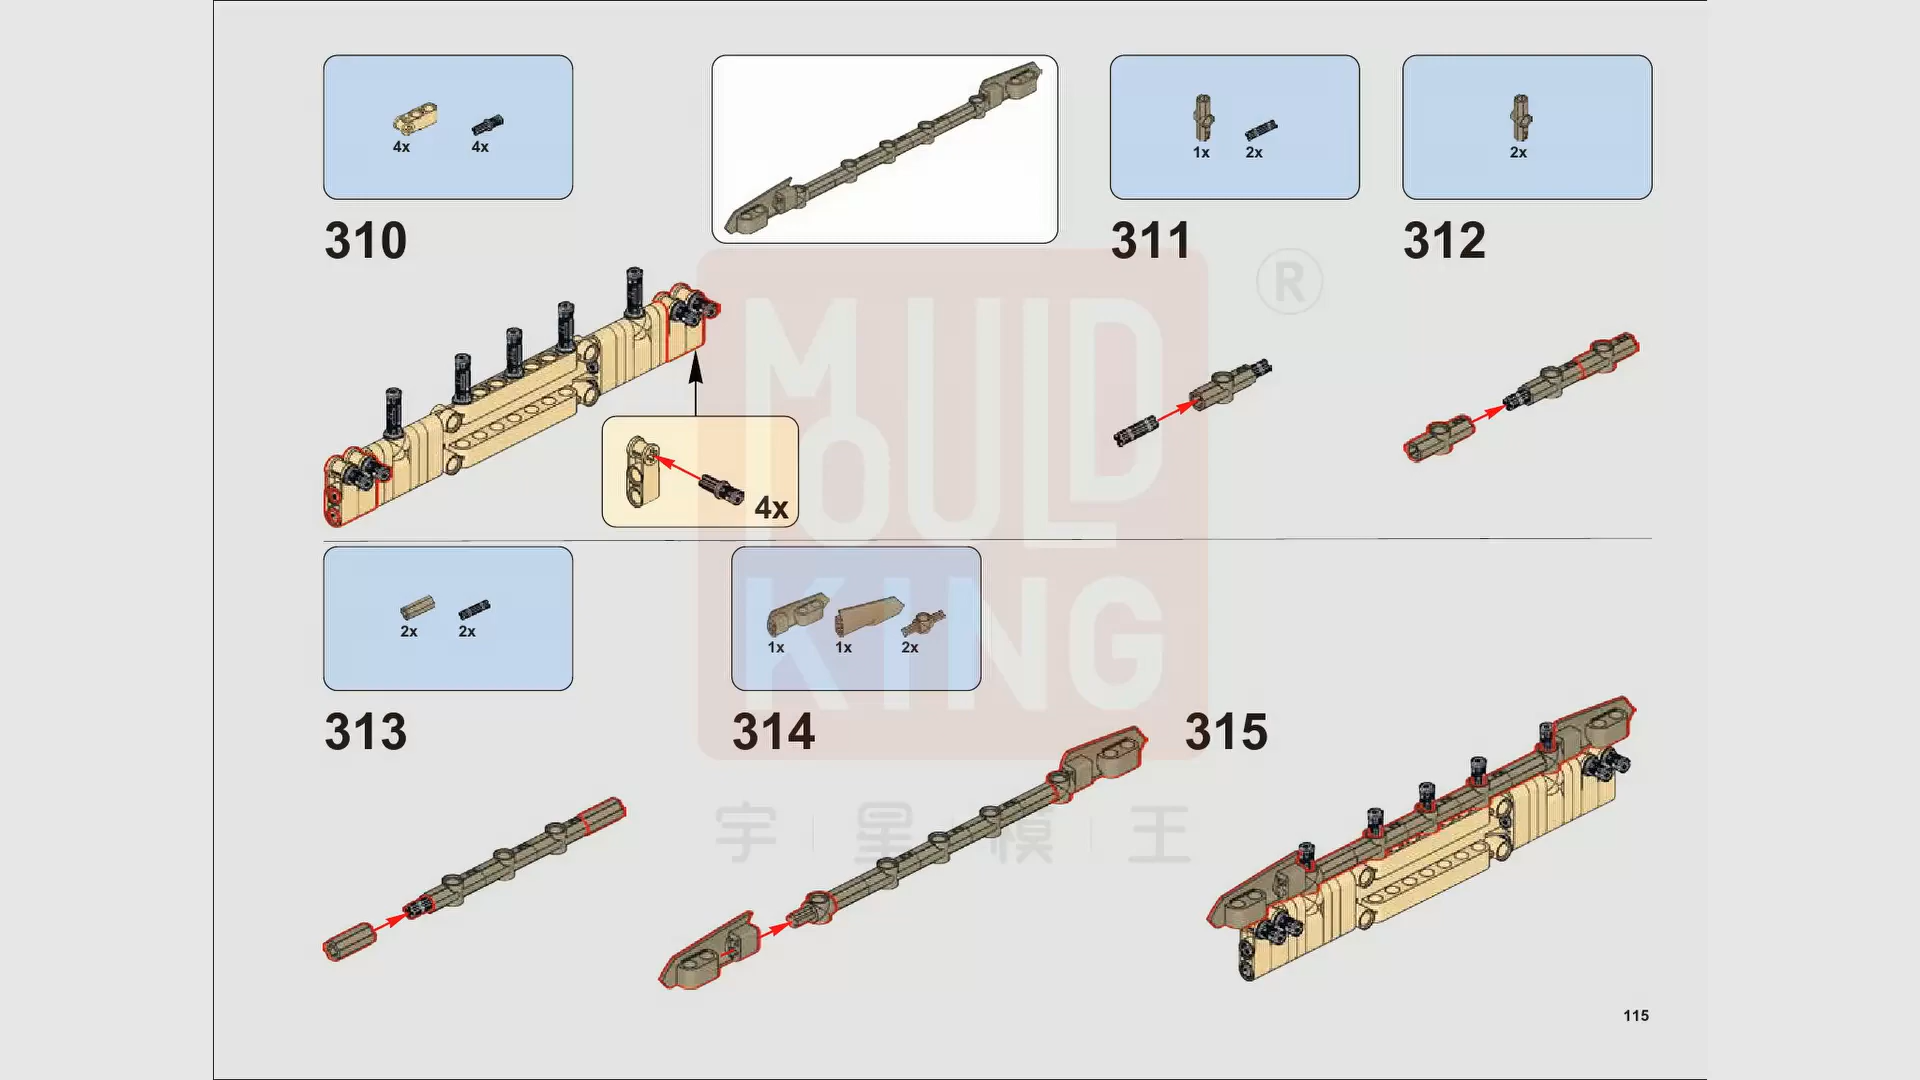 4x 4x
310
4x
1x 2x
311
2x
312
MOULD
KING
®
宇 星 模 王
2x 2x
313
1x 1x 2x
314
315
115